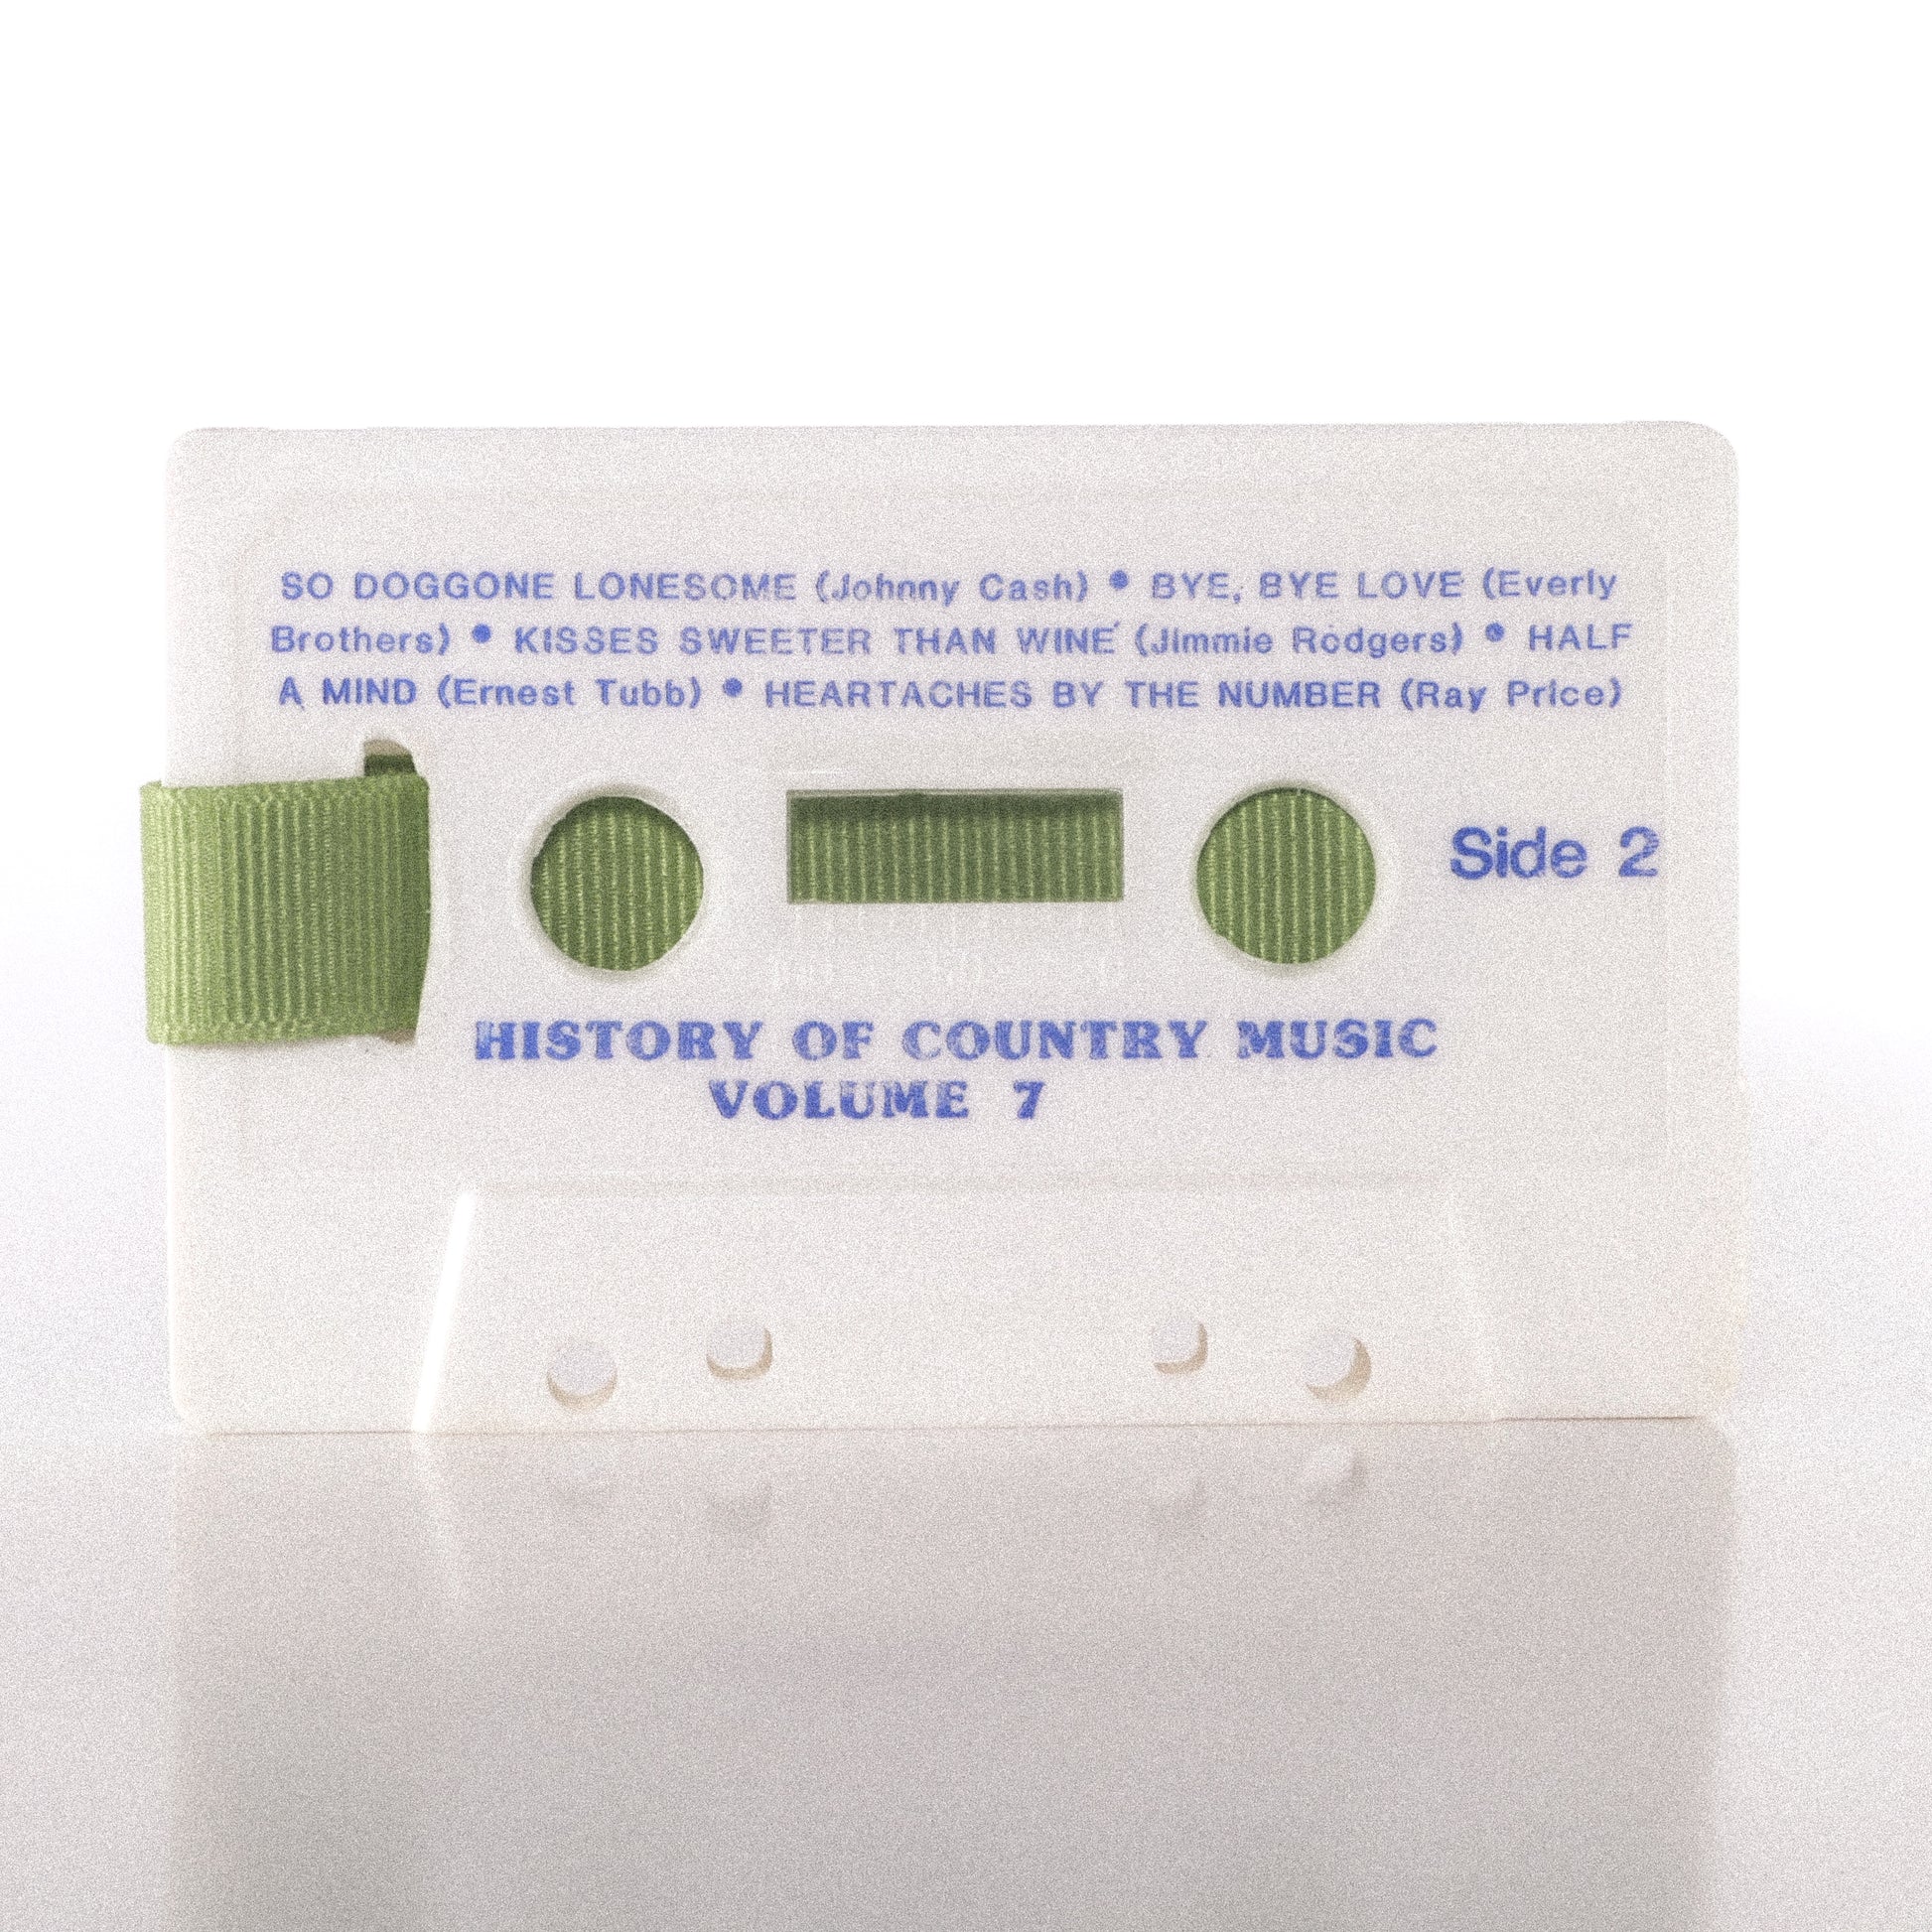 SO DOGGONE LONESOME (Johnny Cash) • BYE, BYE LOVE (Everly
Brothers) • KISSES SWEETER THAN WINE (Jimmie Rodgers) • HALF
A MIND (Ernest Tubb) • HEARTACHES BY THE NUMBER (Ray Price)
Side 2
HISTORY OF COUNTRY MUSIC
VOLUME 7